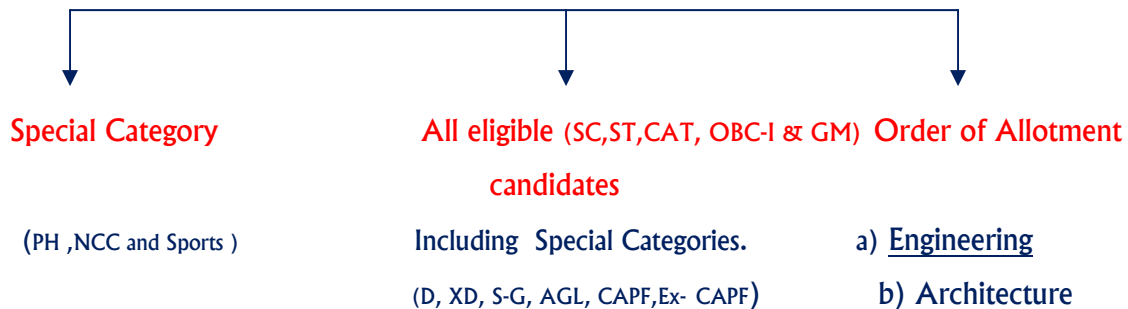 Special Category All eligible (SC,ST,CAT, OBC-I & GM) Order of Allotment
candidates
(PH ,NCC and Sports ) Including Special Categories. a) Engineering
(D, XD, S-G, AGL, CAPF,Ex- CAPF) b) Architecture